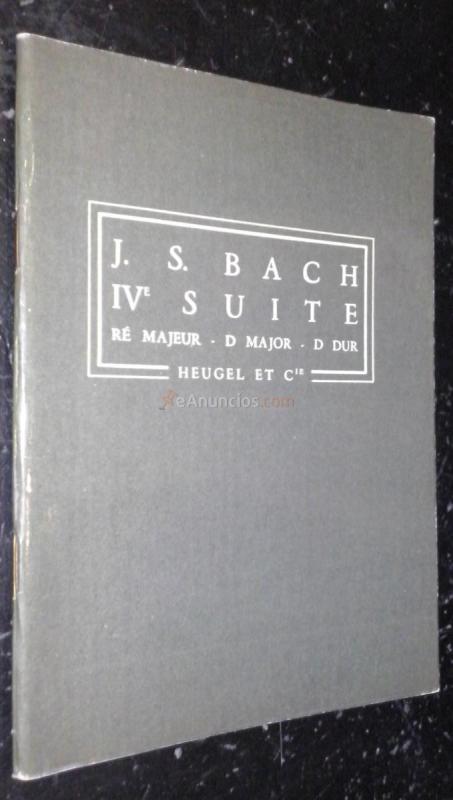 J. S. BACH
IVE SUITE
RÉ MAJEUR - D MAJOR - D DUR
HEUGEL ET CIE
eAnuncios.com